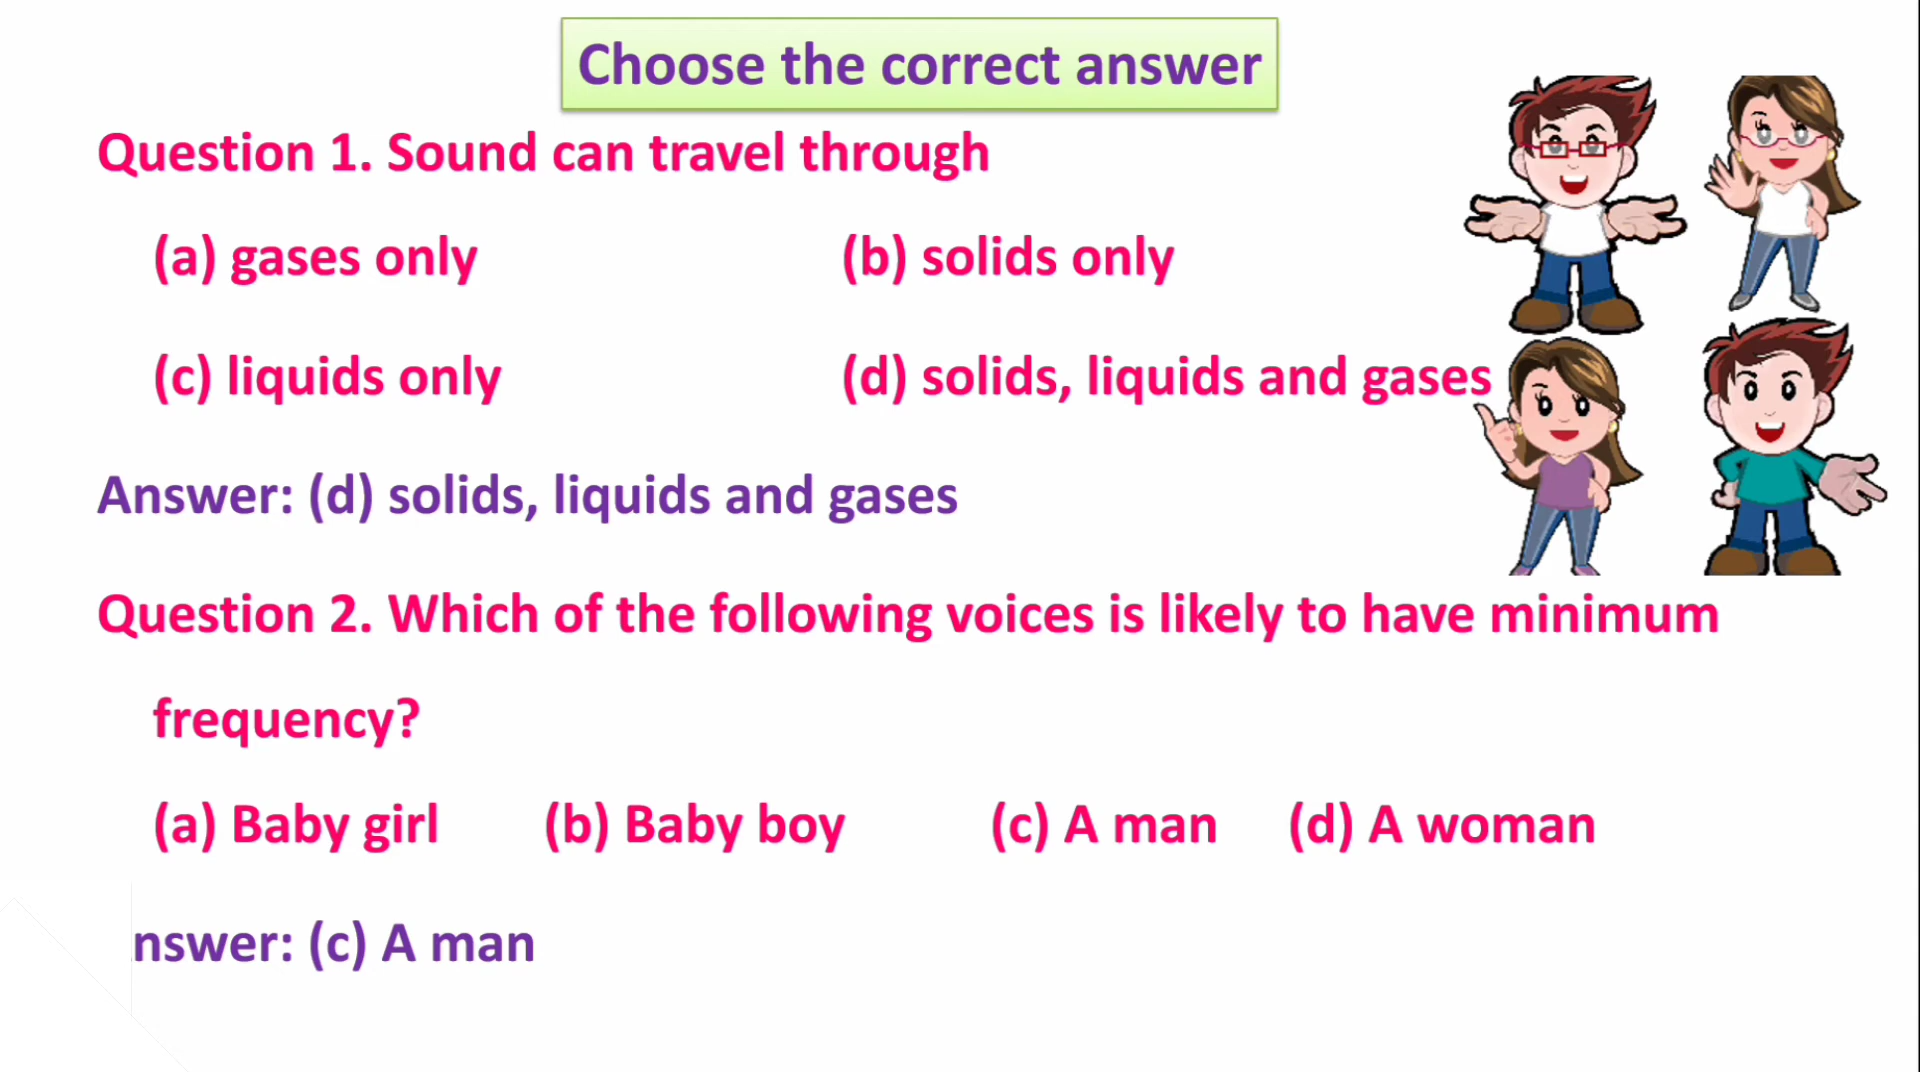 Choose the correct answer
Question 1. Sound can travel through
(a) gases only (b) solids only
(c) liquids only (d) solids, liquids and gases
Answer: (d) solids, liquids and gases
Question 2. Which of the following voices is likely to have minimum
frequency?
(a) Baby girl (b) Baby boy (c) A man (d) A woman
nswer: (c) A man